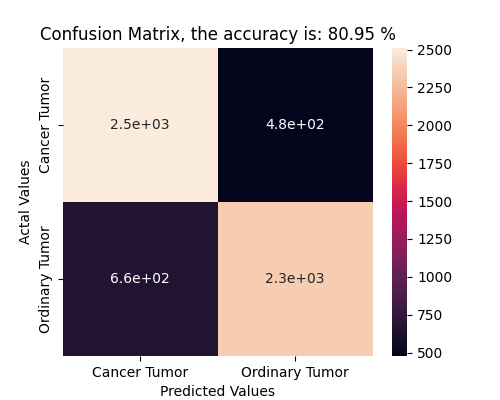 Confusion Matrix, the accuracy is: 80.95 %
Actal Values
Cancer Tumor
Ordinary Tumor
2.5e+03
4.8e+02
6.6e+02
2.3e+03
Cancer Tumor
Ordinary Tumor
Predicted Values
2500
2250
2000
1750
1500
1250
1000
750
500